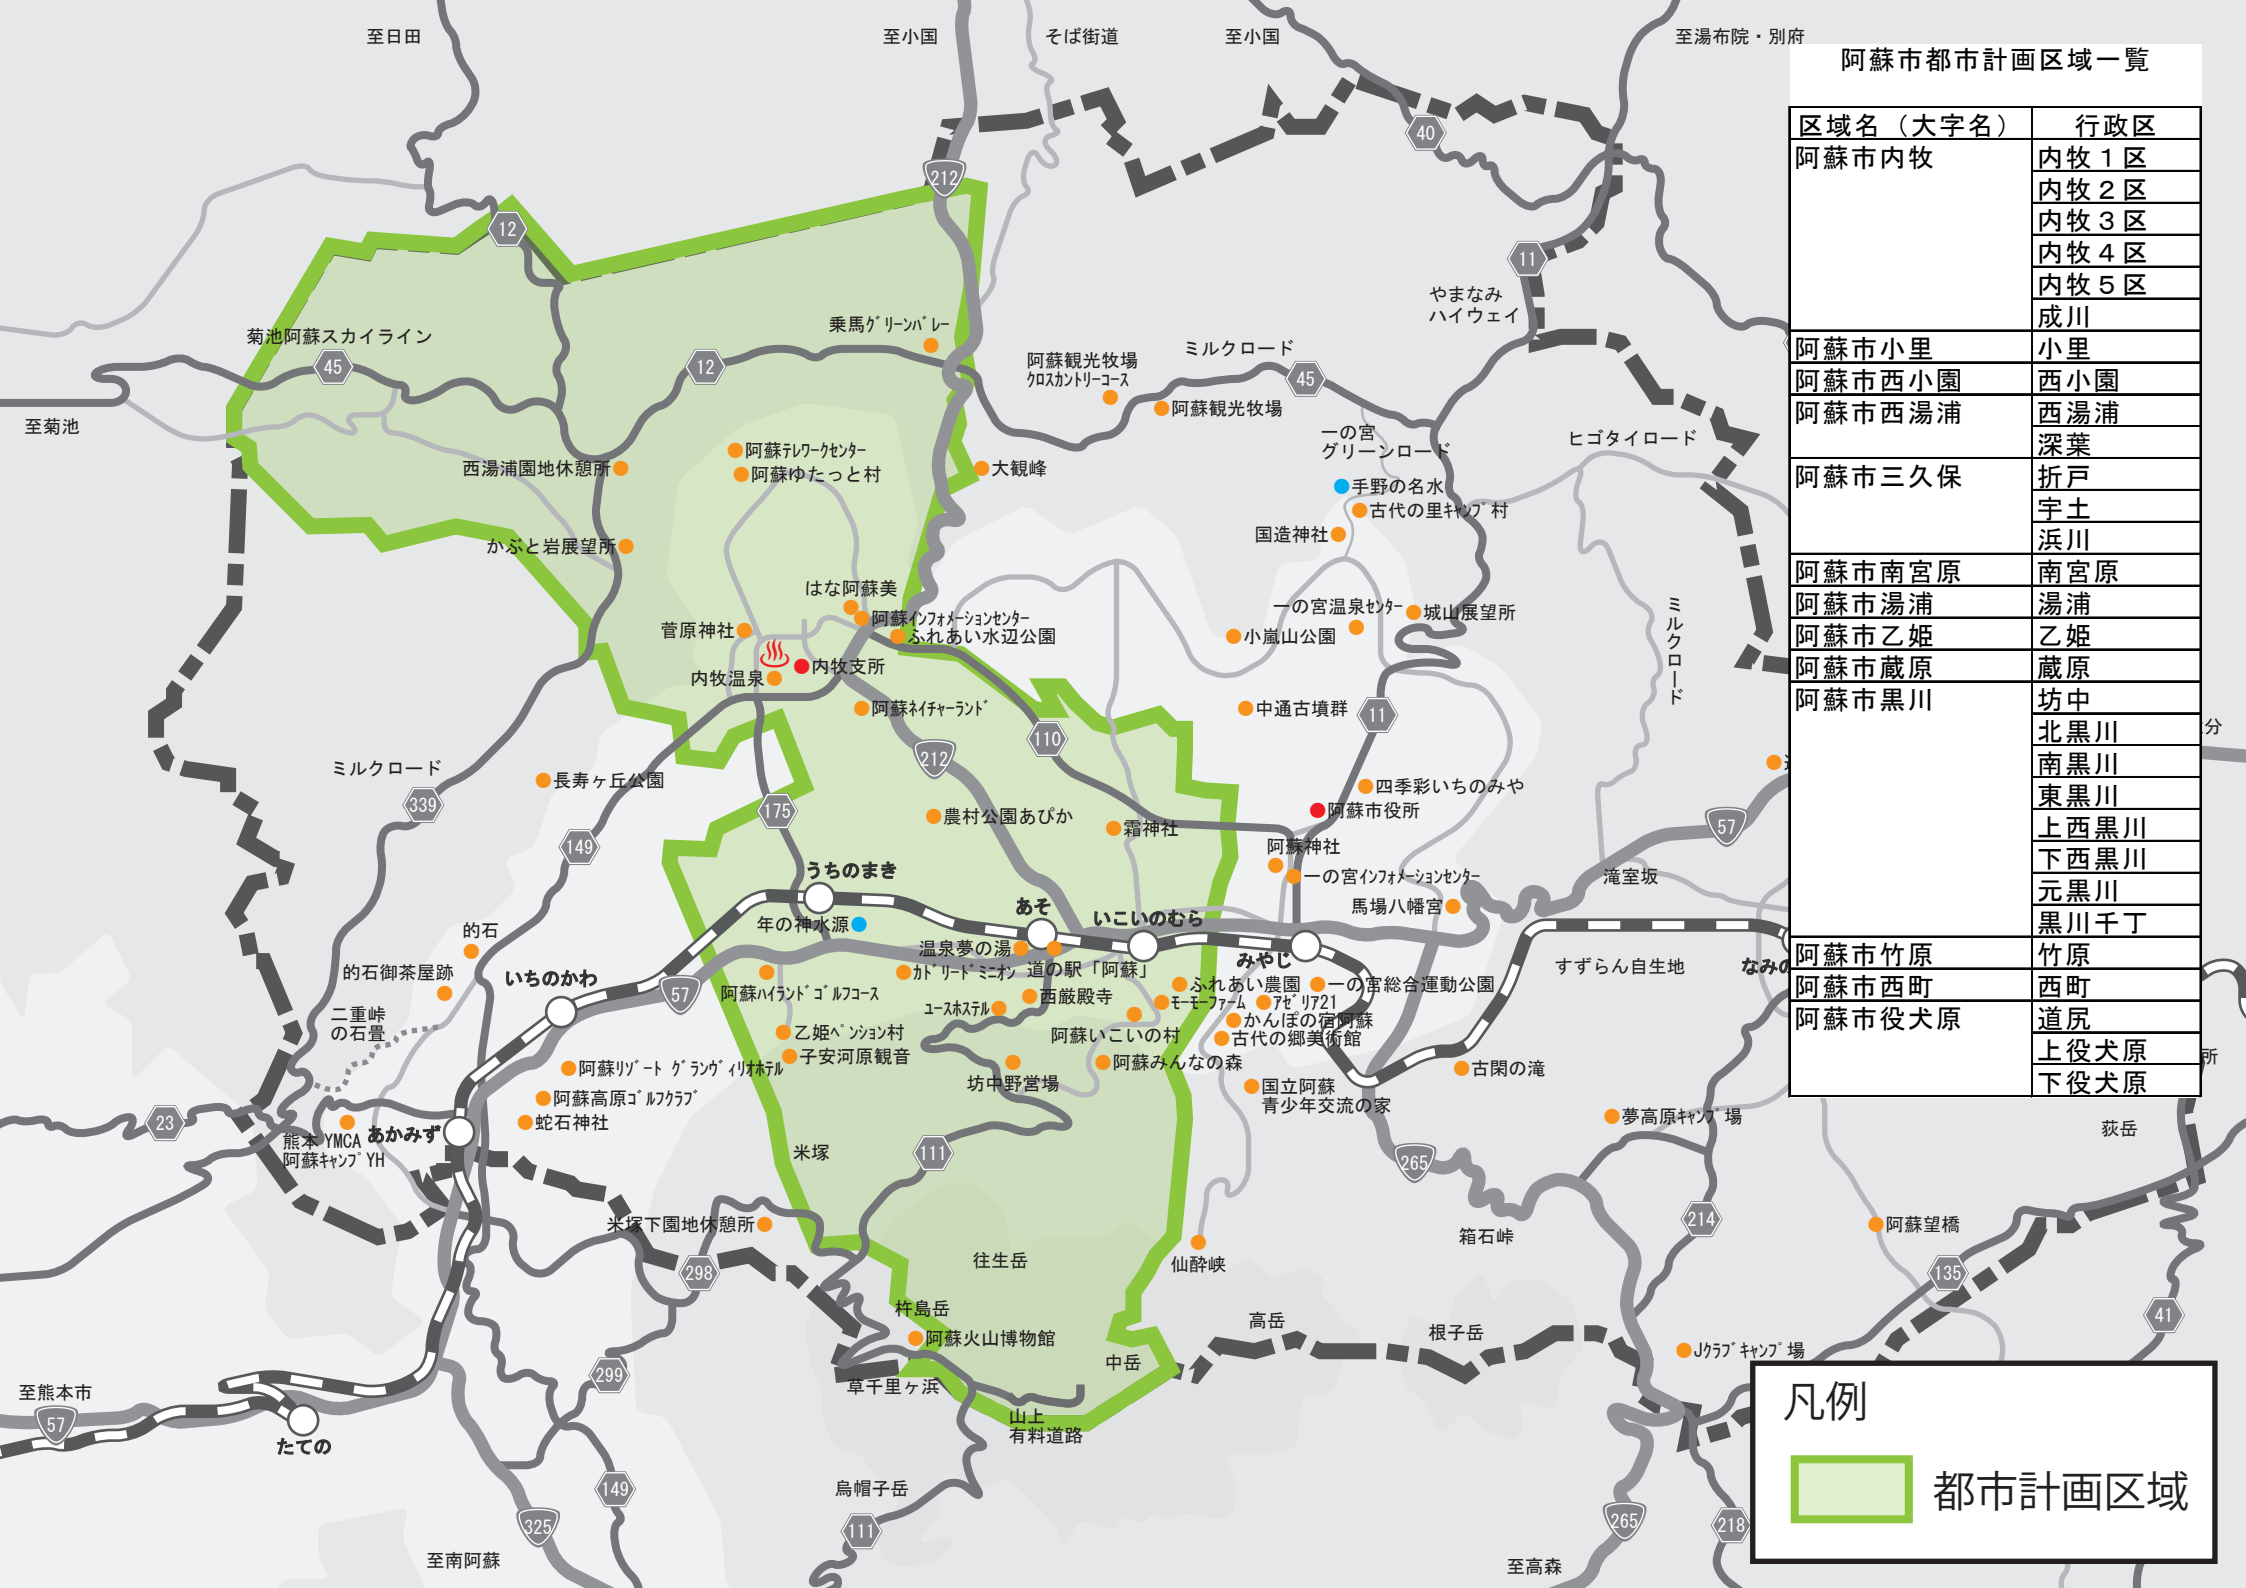 至日田
至小国
そば街道
至小国
至湯布院・別府
阿蘇市都市計画区域一覧
区域名（大字名）　行政区
阿蘇市内牧　内牧１区
内牧２区
内牧３区
内牧４区
内牧５区
成川
阿蘇市小里　小里
阿蘇市西小園　西小園
阿蘇市西湯浦　西湯浦
深葉
阿蘇市三久保　折戸
宇土
浜川
阿蘇市南宮原　南宮原
阿蘇市湯浦　湯浦
阿蘇市乙姫　乙姫
阿蘇市蔵原　蔵原
阿蘇市黒川　坊中
北黒川
南黒川
東黒川
上西黒川
下西黒川
元黒川
黒川千丁
阿蘇市竹原　竹原
阿蘇市西町　西町
阿蘇市役犬原　道尻
上役犬原
下役犬原
40
212
12
11
やまなみ
ハイウェイ
菊池阿蘇スカイライン
45
12
乗馬ｸﾞﾘｰﾝﾊﾞﾚｰ
阿蘇観光牧場
ｸﾛｽｶﾝﾄﾘｰｺｰｽ
ミルクロード
45
阿蘇観光牧場
至菊池
一の宮
グリーンロード
ヒゴタイロード
阿蘇ﾃﾚﾜｰｸｾﾝﾀｰ
阿蘇ゆたっと村
西湯浦園地休憩所
大観峰
手野の名水
古代の里ｷｬﾝﾌﾟ村
国造神社
かぶと岩展望所
はな阿蘇美
阿蘇ｲﾝﾌｫﾒｰｼｮﾝｾﾝﾀｰ
ふれあい水辺公園
菅原神社
内牧支所
内牧温泉
一の宮温泉ｾﾝﾀｰ
城山展望所
小嵐山公園
ミルクロード
阿蘇ﾈｲﾁｬｰﾗﾝﾄﾞ
中通古墳群
11
110
212
分
ミルクロード
長寿ヶ丘公園
339
175
農村公園あぴか
霜神社
四季彩いちのみや
阿蘇市役所
57
149
阿蘇神社
一の宮ｲﾝﾌｫﾒｰｼｮﾝｾﾝﾀｰ
滝室坂
うちのまき
あそ
いこいのむら
馬場八幡宮
年の神水源
的石
温泉夢の湯
みやじ
すずらん自生地
なみの
的石御茶屋跡
いちのかわ
57
阿蘇ﾊｲﾗﾝﾄﾞｺﾞﾙﾌｺｰｽ
ｶﾄﾞﾘｰﾄﾞﾐﾆｵﾝ
道の駅「阿蘇」
ふれあい農園
一の宮総合運動公園
西厳殿寺
ﾓｰﾓｰﾌｧｰﾑ
ｱｾﾞﾘｱ21
ﾕｰｽﾎｽﾃﾙ
かんぽの宿阿蘇
二重峠
の石畳
乙姫ﾍﾟﾝｼｮﾝ村
阿蘇いこいの村
古代の郷美術館
子安河原観音
阿蘇ﾘｿﾞｰﾄ ｸﾞﾗﾝｳﾞｨﾘｵﾎﾃﾙ
阿蘇みんなの森
古閑の滝
所
坊中野営場
国立阿蘇
青少年交流の家
阿蘇高原ｺﾞﾙﾌｸﾗﾌﾞ
蛇石神社
23
熊本YMCA
阿蘇ｷｬﾝﾌﾟYH
あかみず
夢高原ｷｬﾝﾌﾟ場
荻岳
米塚
111
265
米塚下園地休憩所
214
阿蘇望橋
箱石峠
往生岳
仙酔峡
298
135
杵島岳
阿蘇火山博物館
高岳
根子岳
41
中岳
Jｸﾗﾌﾞｷｬﾝﾌﾟ場
299
草千里ヶ浜
至熊本市
57
たての
山上
有料道路
凡例
都市計画区域
149
烏帽子岳
325
111
265
218
至南阿蘇
至高森